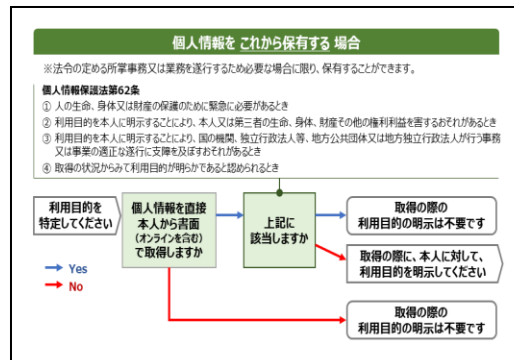 個人情報を これから保有する 場合
※法令の定める所掌事務又は業務を遂行するため必要な場合に限り、保有することができます。
個人情報保護法第62条
① 人の生命、身体又は財産の保護のために緊急に必要があるとき
② 利用目的を本人に明示することにより、本人又は第三者の生命、身体、財産その他の権利利益を害するおそれがあるとき
③ 利用目的を本人に明示することにより、国の機関、独立行政法人等、地方公共団体又は地方独立行政法人が行う事務
又は事業の適正な遂行に支障を及ぼすおそれがあるとき
④ 取得の状況からみて利用目的が明らかであると認められるとき
利用目的を
特定してください
個人情報を直接
本人から書面
(オンラインを含む)
で取得しますか
上記に
該当しますか
取得の際の
利用目的の明示は不要です
取得の際に、本人に対して、
利用目的を明示してください
取得の際の
利用目的の明示は不要です
Yes
No